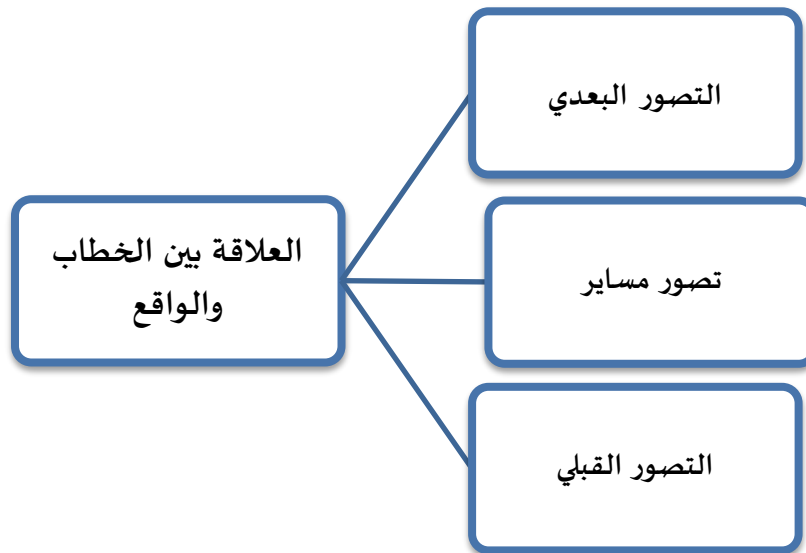 التصور البعدي
العلاقة بين الخطاب
والواقع
تصور مساير
التصور القبلي